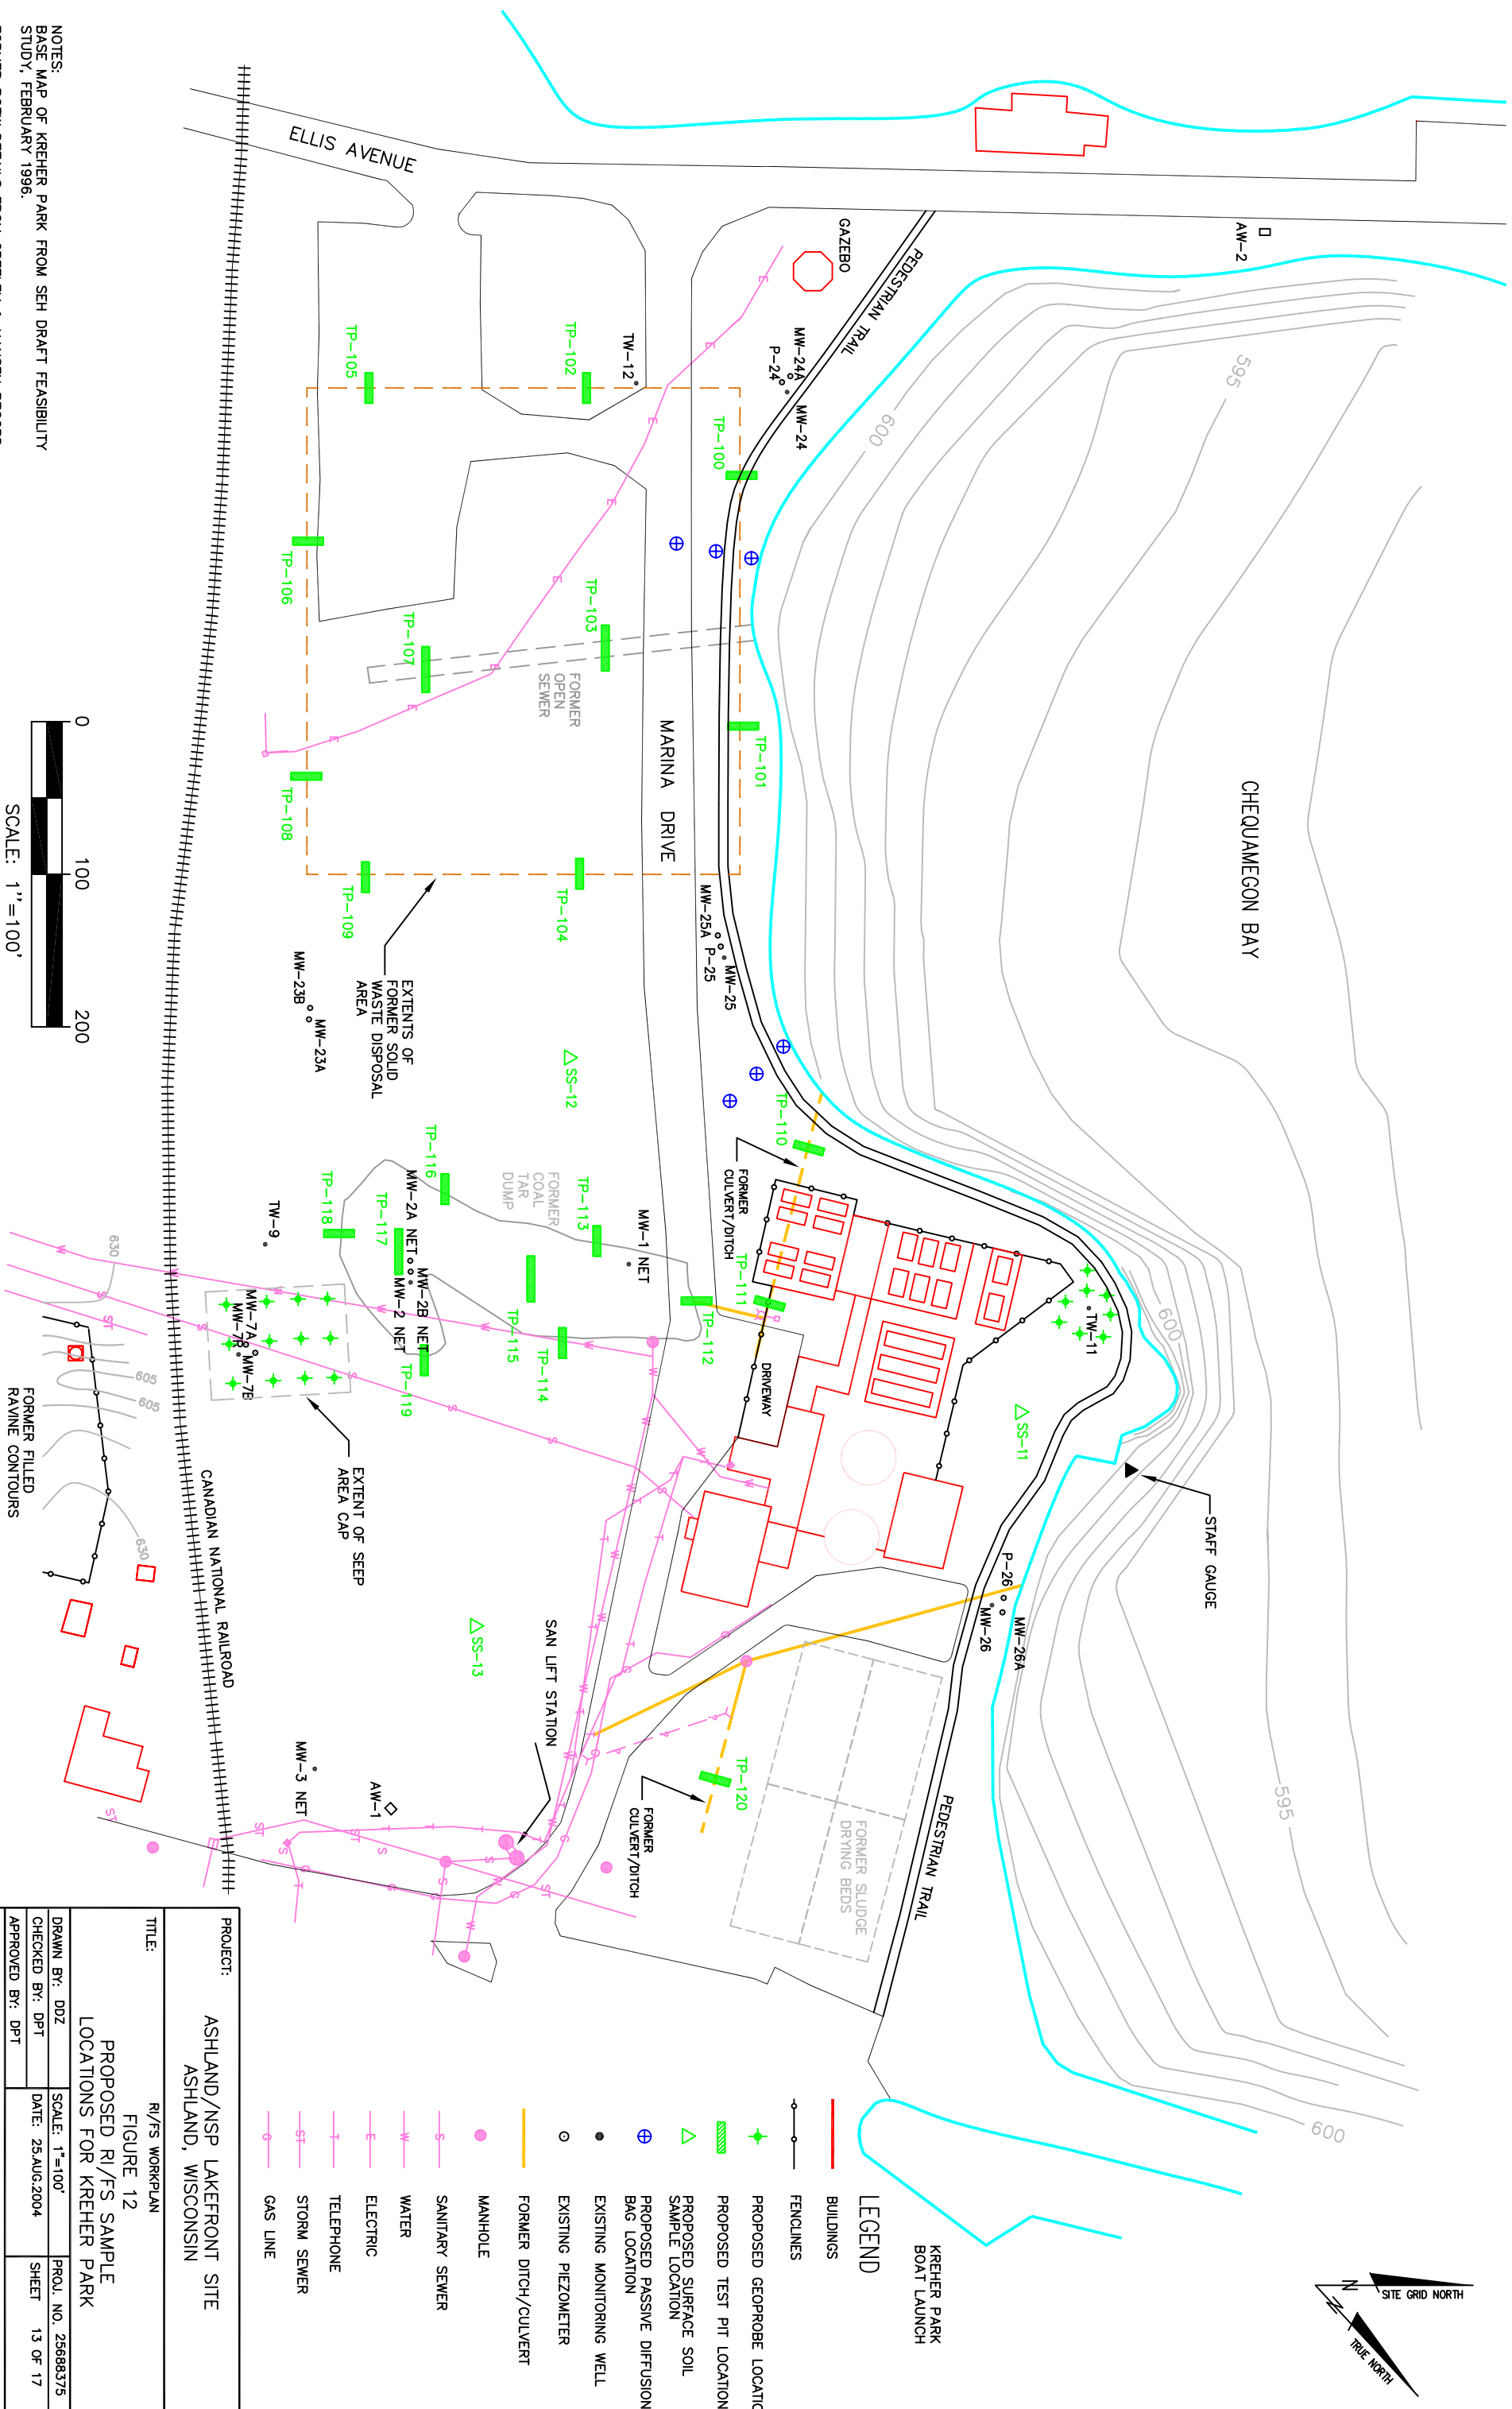 CHEQUAMEGON BAY
595
600
AW-2
GAZEBO
PEDESTRIAN TRAIL
ELLIS AVENUE
MW-24A
P-24
MW-24
TW-12
TP-100
TP-102
TP-105
TP-106
TP-107
TP-103
TP-101
FORMER
OPEN
SEWER
MARINA DRIVE
TP-108
TP-109
TP-104
MW-25A
P-25
MW-25
EXTENTS OF
FORMER SOLID
WASTE DISPOSAL
AREA
MW-23B
MW-23A
SS-12
TP-110
FORMER
CULVERT/DITCH
TP-111
TP-112
TP-113
MW-1 NET
FORMER
COAL
TAR
DUMP
TP-116
MW-2A NET
MW-2B NET
MW-2 NET
TP-117
TP-118
TW-9
TP-115
TP-114
TP-119
MW-7A
MW-7R
MW-7B
EXTENT OF SEEP
AREA CAP
DRIVEWAY
TW-11
600
SS-11
STAFF GAUGE
P-26
MW-26A
MW-26
SS-13
SAN LIFT STATION
MW-3 NET
AW-1
TP-120
FORMER
CULVERT/DITCH
FORMER SLUDGE
DRYING BEDS
PEDESTRIAN TRAIL
595
600
CANADIAN NATIONAL RAILROAD
630
605
605
630
FORMER FILLED
RAVINE CONTOURS
KREHER PARK
BOAT LAUNCH
N
SITE GRID NORTH
N
TRUE NORTH
NOTES:
BASE MAP OF KREHER PARK FROM SEH DRAFT FEASIBILITY
STUDY, FEBRUARY 1996.
0 100 200
SCALE: 1"=100'
LEGEND
BUILDINGS
FENCLINES
PROPOSED GEOPROBE LOCATIO
PROPOSED TEST PIT LOCATION
PROPOSED SURFACE SOIL
SAMPLE LOCATION
PROPOSED PASSIVE DIFFUSION
BAG LOCATION
EXISTING MONITORING WELL
EXISTING PIEZOMETER
FORMER DITCH/CULVERT
MANHOLE
S SANITARY SEWER
W WATER
E ELECTRIC
T TELEPHONE
ST STORM SEWER
G GAS LINE
PROJECT:
ASHLAND/NSP LAKEFRONT SITE
ASHLAND, WISCONSIN
TITLE:
RI/FS WORKPLAN
FIGURE 12
PROPOSED RI/FS SAMPLE
LOCATIONS FOR KREHER PARK
DRAWN BY: DDZ SCALE: 1"=100' PROJ. NO. 25688375
CHECKED BY: DPT DATE: 25.AUG.2004 SHEET 13 OF 17
APPROVED BY: DPT